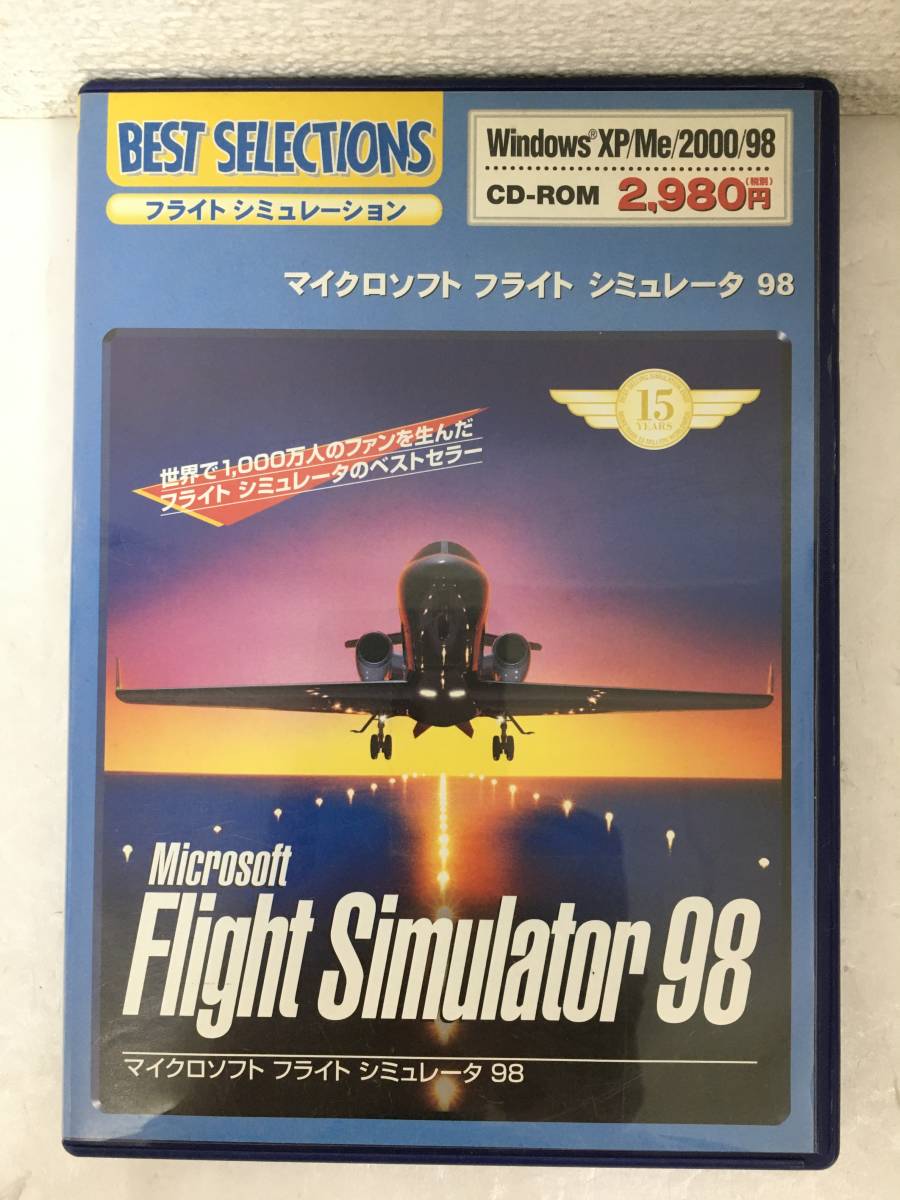 BEST SELECTIONS
フライト シミュレーション
Windows® XP/Me/2000/98
CD-ROM 2,980円(税別)
マイクロソフト フライト シミュレータ 98
15
YEARS
世界で1,000万人のファンを生んだ
フライト シミュレータのベストセラー
Microsoft
Flight Simulator 98
マイクロソフト フライト シミュレータ 98